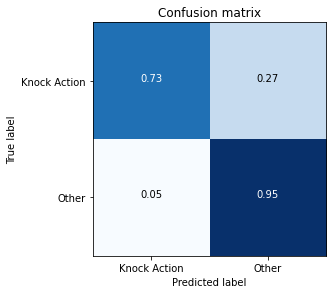 Confusion matrix
True label
Knock Action
0.73
0.27
Other
0.05
0.95
Knock Action
Other
Predicted label